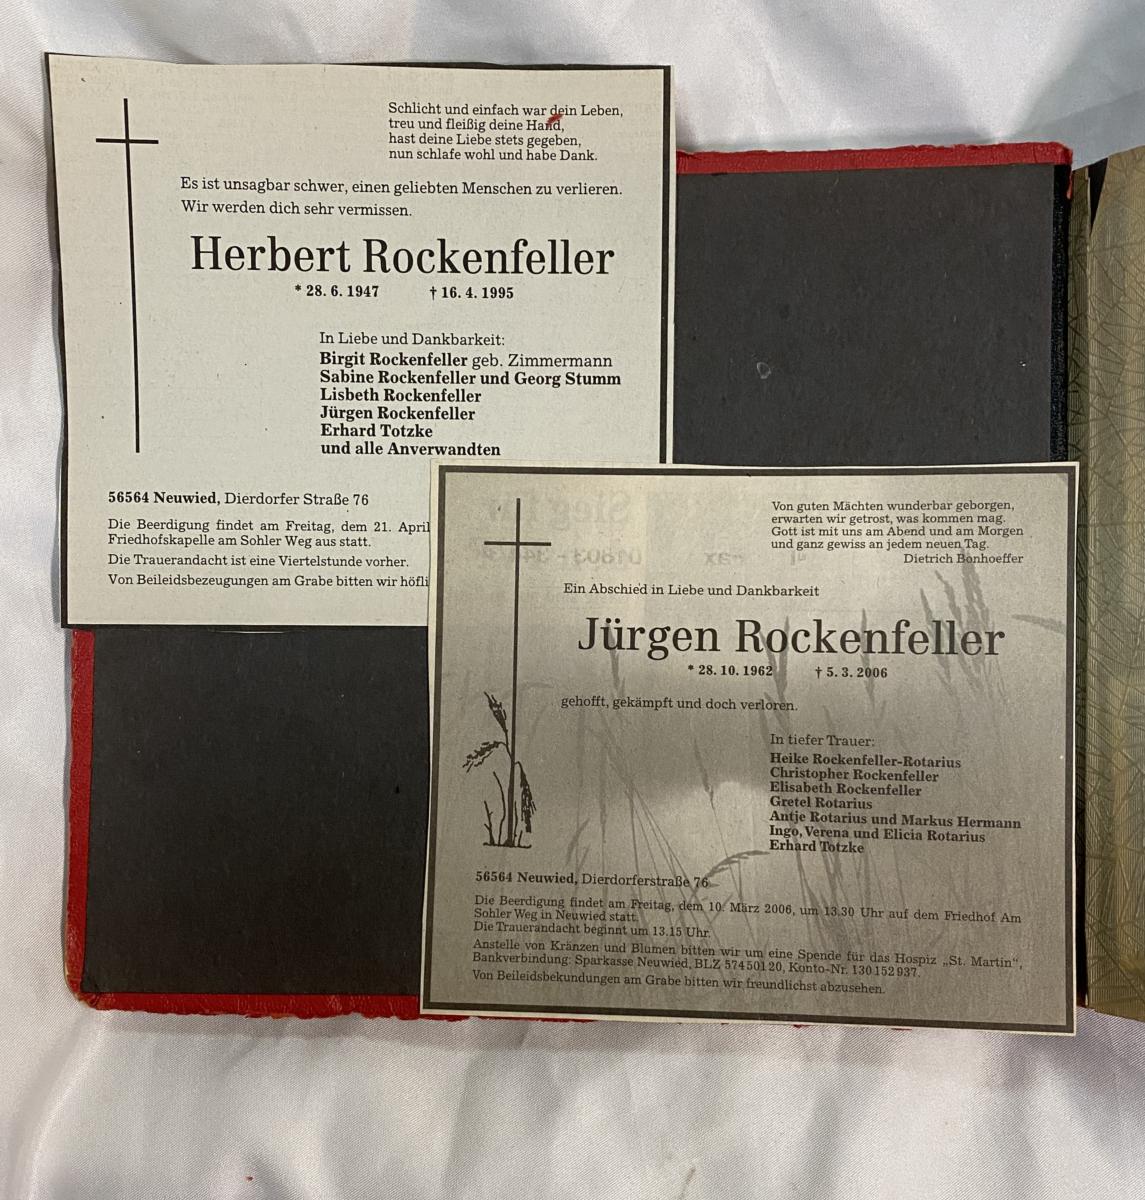 Schlicht und einfach war dein Leben,
treu und fleißig deine Hand,
hast deine Liebe stets gegeben,
nun schlafe wohl und habe Dank.
Es ist unsagbar schwer, einen geliebten Menschen zu verlieren.
Wir werden dich sehr vermissen.
Herbert Rockenfeller
* 28. 6. 1947 † 16. 4. 1995
In Liebe und Dankbarkeit:
Birgit Rockenfeller geb. Zimmermann
Sabine Rockenfeller und Georg Stumm
Lisbeth Rockenfeller
Jürgen Rockenfeller
Erhard Totzke
und alle Anverwandten
56564 Neuwied, Dierdorfer Straße 76
Die Beerdigung findet am Freitag, dem 21. April
Friedhofskapelle am Sohler Weg aus statt.
Die Trauerandacht ist eine Viertelstunde vorher.
Von Beileidsbezeugungen am Grabe bitten wir höfli
Von guten Mächten wunderbar geborgen,
erwarten wir getrost, was kommen mag.
Gott ist mit uns am Abend und am Morgen
und ganz gewiss an jedem neuen Tag.
Dietrich Bonhoeffer
Ein Abschied in Liebe und Dankbarkeit
Jürgen Rockenfeller
* 28. 10. 1962 † 5. 3. 2006
gehofft, gekämpft und doch verloren.
In tiefer Trauer:
Heike Rockenfeller-Rotarius
Christopher Rockenfeller
Elisabeth Rockenfeller
Gretel Rotarius
Antje Rotarius und Markus Hermann
Ingo, Verena und Elicia Rotarius
Erhard Totzke
56564 Neuwied, Dierdorferstraße 76
Die Beerdigung findet am Freitag, dem 10. März 2006, um 13.30 Uhr auf dem Friedhof Am
Sohler Weg in Neuwied statt.
Die Trauerandacht beginnt um 13.15 Uhr.
Anstelle von Kränzen und Blumen bitten wir um eine Spende für das Hospiz „St. Martin“,
Bankverbindung: Sparkasse Neuwied, BLZ 574 501 20, Konto-Nr. 130 152 937.
Von Beileidsbekundungen am Grabe bitten wir freundlichst abzusehen.